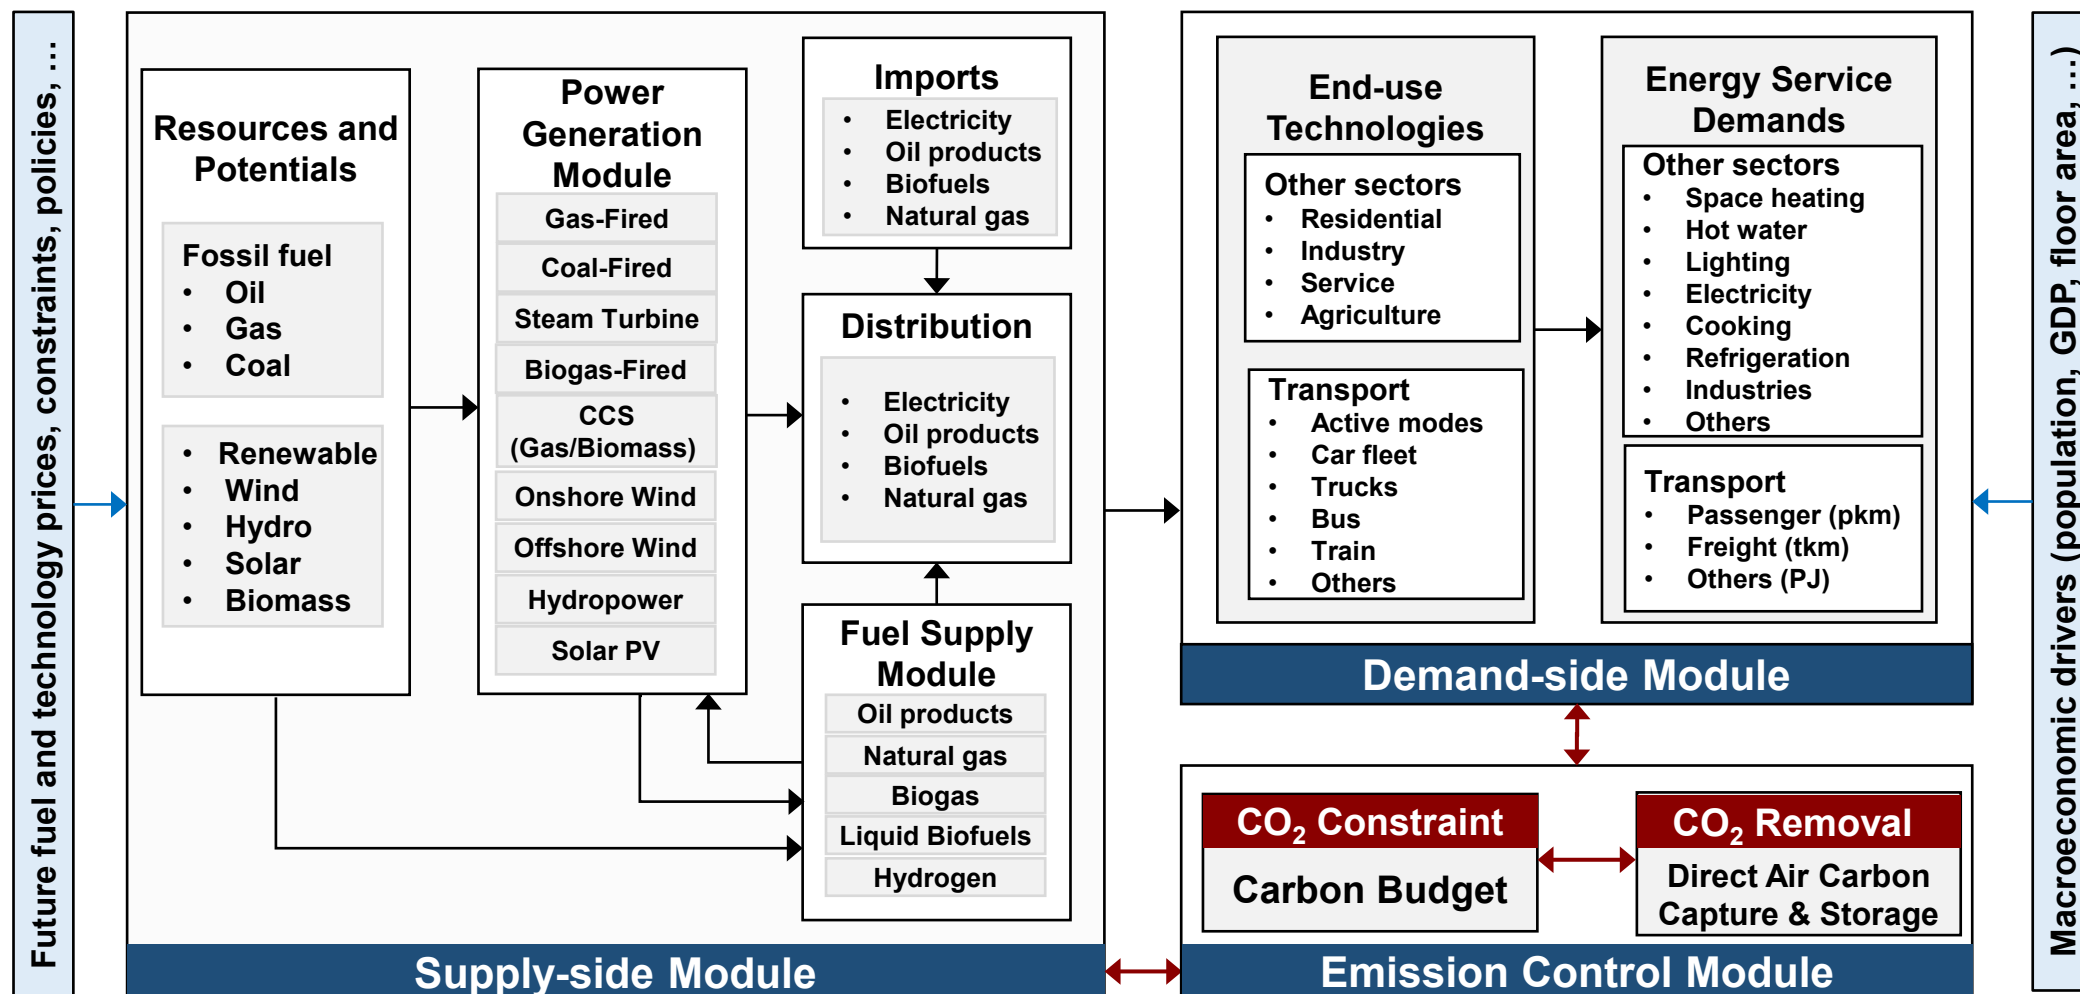 Future fuel and technology prices, constraints, policies, …
Resources and
Potentials
Fossil fuel
• Oil
• Gas
• Coal
• Renewable
• Wind
• Hydro
• Solar
• Biomass
Power
Generation
Module
Gas-Fired
Coal-Fired
Steam Turbine
Biogas-Fired
CCS
(Gas/Biomass)
Onshore Wind
Offshore Wind
Hydropower
Solar PV
Imports
• Electricity
• Oil products
• Biofuels
• Natural gas
Distribution
• Electricity
• Oil products
• Biofuels
• Natural gas
Fuel Supply
Module
Oil products
Natural gas
Biogas
Liquid Biofuels
Hydrogen
Supply-side Module
End-use
Technologies
Other sectors
• Residential
• Industry
• Service
• Agriculture
Transport
• Active modes
• Car fleet
• Trucks
• Bus
• Train
• Others
Energy Service
Demands
Other sectors
• Space heating
• Hot water
• Lighting
• Electricity
• Cooking
• Refrigeration
• Industries
• Others
Transport
• Passenger (pkm)
• Freight (tkm)
• Others (PJ)
Demand-side Module
CO₂ Constraint
Carbon Budget
CO₂ Removal
Direct Air Carbon
Capture & Storage
Emission Control Module
Macroeconomic drivers (population, GDP, floor area, …)